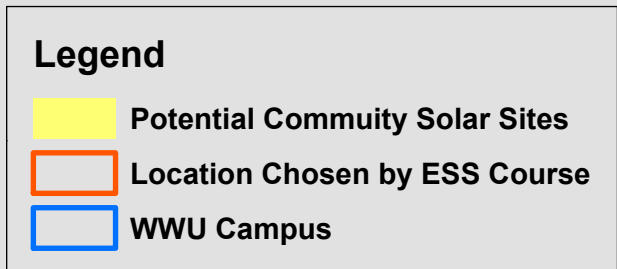 Legend
Potential Commuity Solar Sites
Location Chosen by ESS Course
WWU Campus